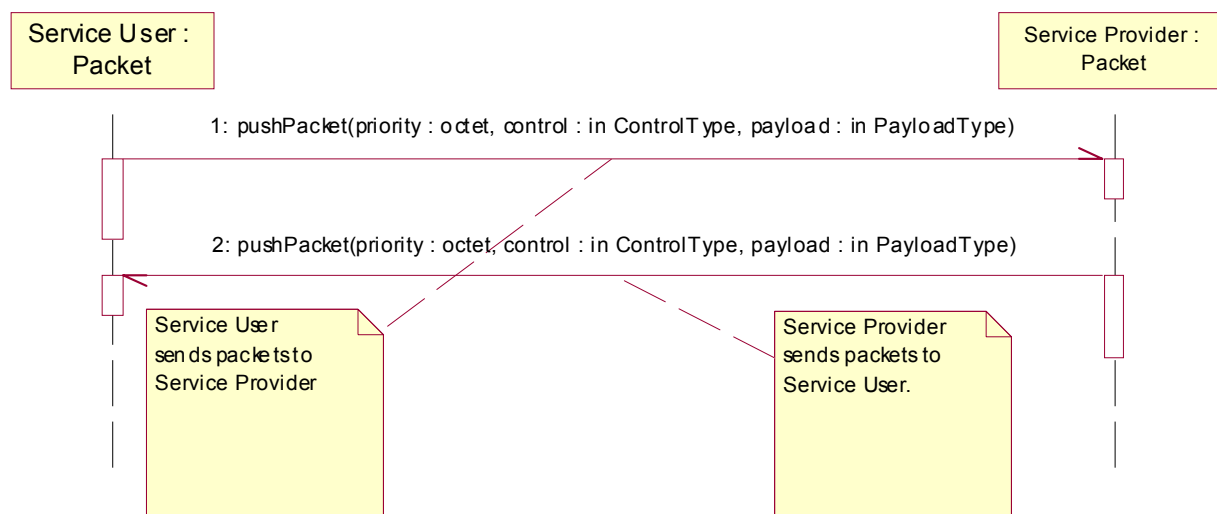 Service User :
Packet
Service Provider :
Packet
1: pushPacket(priority : octet, control : in ControlType, payload : in PayloadType)
2: pushPacket(priority : octet, control : in ControlType, payload : in PayloadType)
Service User
sends packets to
Service Provider
Service Provider
sends packets to
Service User.